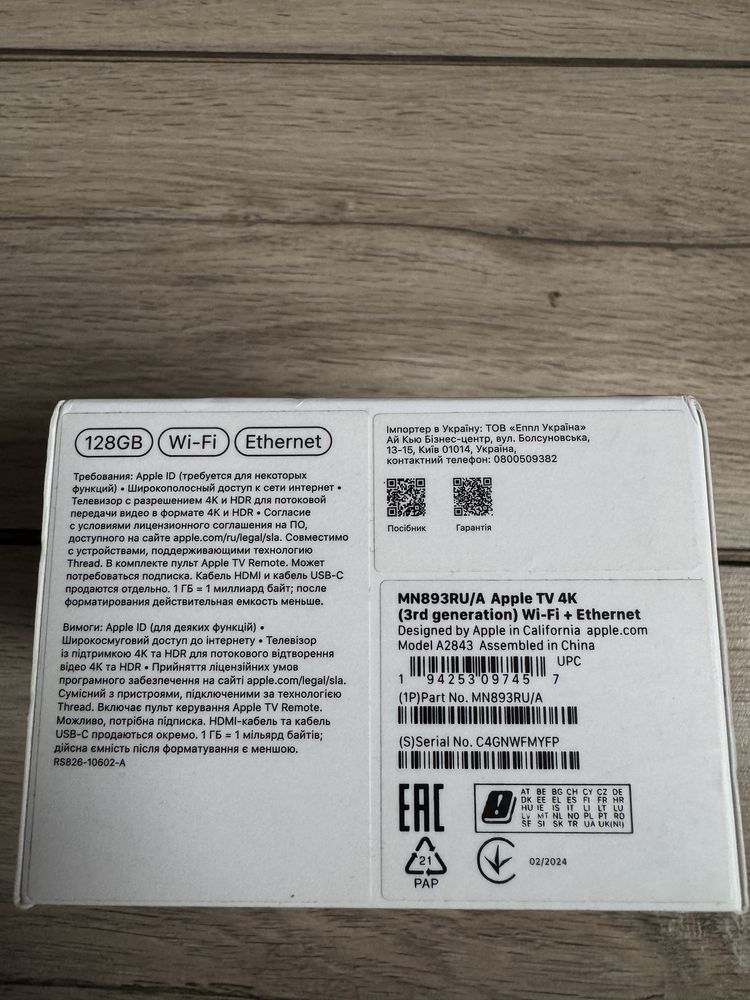 128GB Wi-Fi Ethernet
Требования: Apple ID (требуется для некоторых
функций) • Широкополосный доступ к сети интернет •
Телевизор с разрешением 4K и HDR для потоковой
передачи видео в формате 4K и HDR • Согласие
с условиями лицензионного соглашения на ПО,
доступного на сайте apple.com/ru/legal/sla. Совместимо
с устройствами, поддерживающими технологию
Thread. В комплекте пульт Apple TV Remote. Может
потребоваться подписка. Кабель HDMI и кабель USB-C
продаются отдельно. 1 ГБ = 1 миллиард байт; после
форматирования действительная емкость меньше.
Вимоги: Apple ID (для деяких функцій) •
Широкосмуговий доступ до інтернету • Телевізор
із підтримкою 4K та HDR для потокового відтворення
відео 4K та HDR • Прийняття ліцензійних умов
програмного забезпечення на сайті apple.com/legal/sla.
Сумісний з пристроями, підключеними за технологією
Thread. Включає пульт керування Apple TV Remote.
Можливо, потрібна підписка. HDMI-кабель та кабель
USB-C продаються окремо. 1 ГБ = 1 мільярд байтів;
дійсна ємність після форматування є меншою.
RS826-10602-A
Імпортер в Україну: ТОВ «Еппл Україна»
Ай Кью Бізнес-центр, вул. Болсуновська,
13-15, Київ 01014, Україна,
контактний телефон: 0800509382
Посібник Гарантія
MN893RU/A Apple TV 4K
(3rd generation) Wi-Fi + Ethernet
Designed by Apple in California apple.com
Model A2843 Assembled in China
UPC
1 94253 09745 7
(1P)Part No. MN893RU/A
(S)Serial No. C4GNWFMYFP
EAC
AT BE BG CH CY CZ DE
DK EE EL ES FI FR HR
HU IE IS IT LI LT LU
LV MT NL NO PL PT RO
SE SI SK TR UA UK(NI)
21
PAP
02/2024